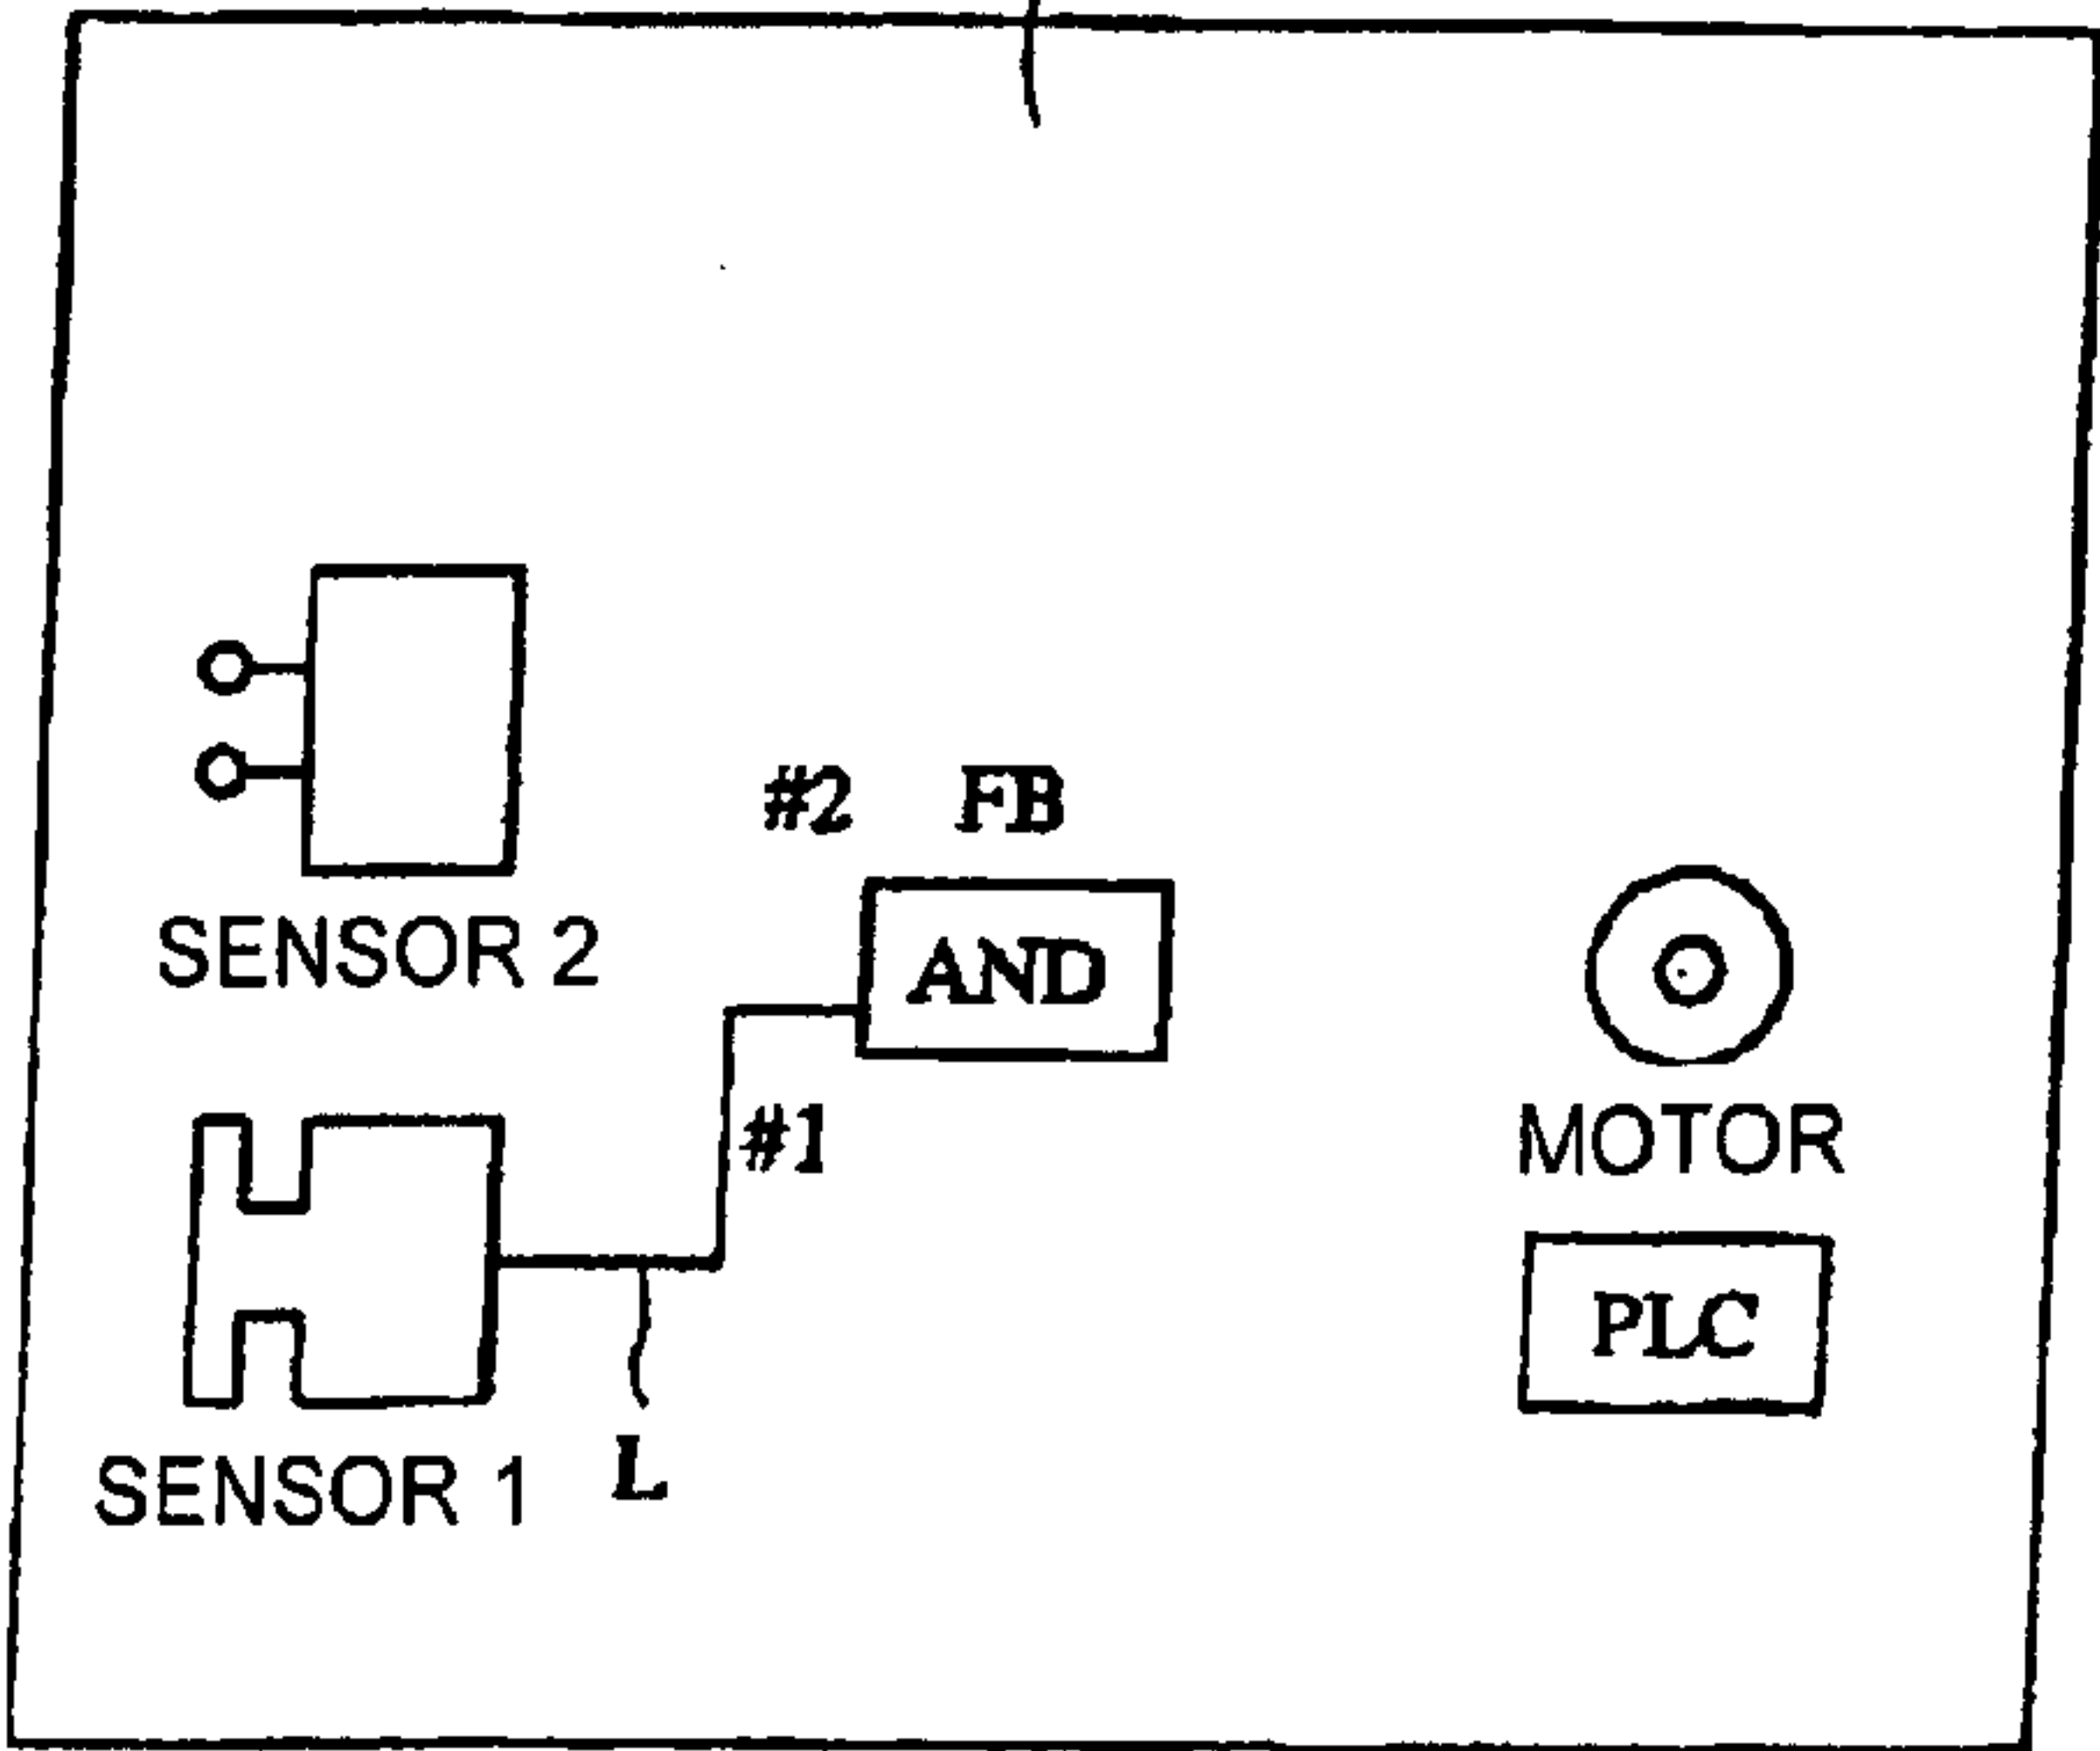 #2 FB
SENSOR 2
AND
#1
MOTOR
PLC
SENSOR 1
L